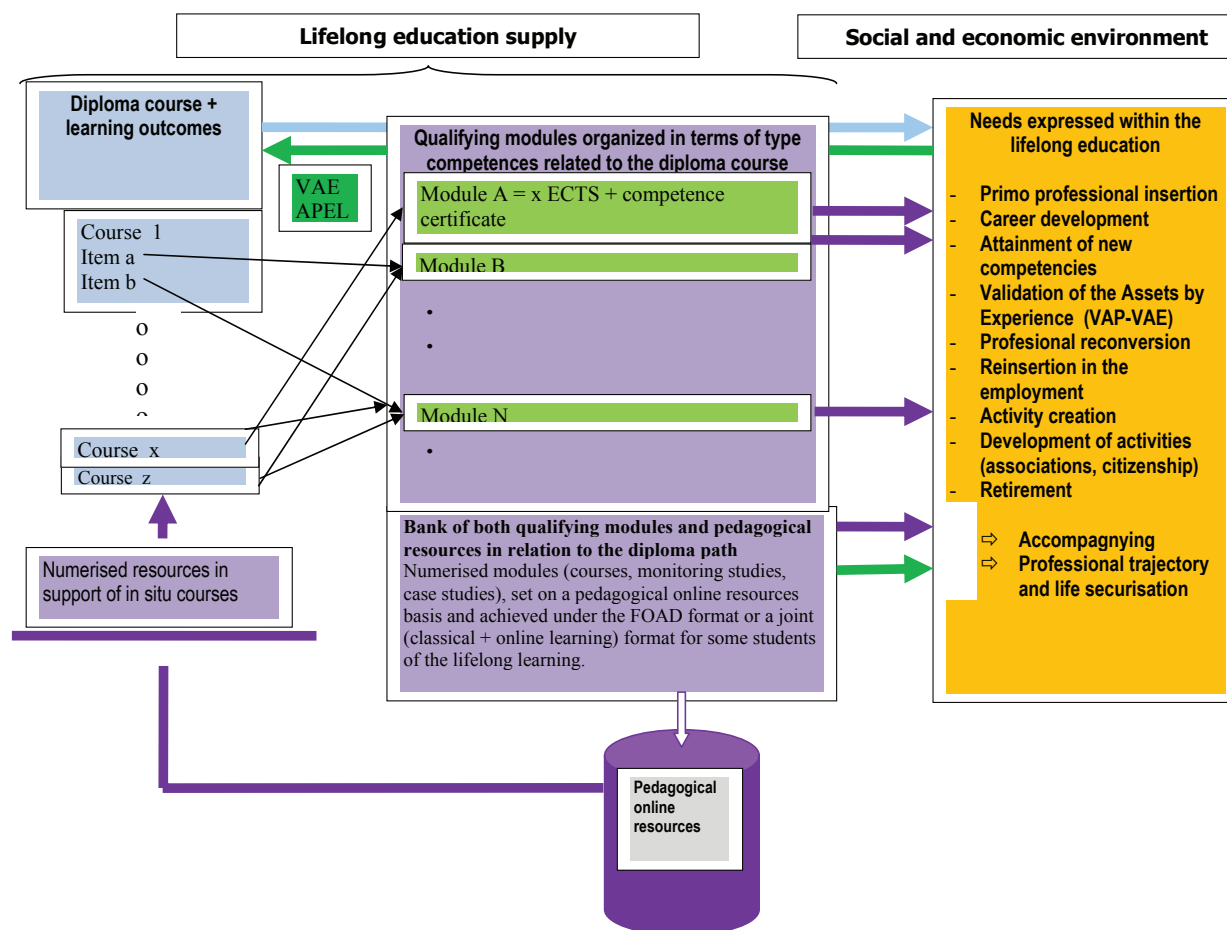 Lifelong education supply
Social and economic environment
Diploma course +
learning outcomes
VAE
APEL
Course 1
Item a
Item b
o
o
o
o
Course x
Course z
Numerised resources in
support of in situ courses
Qualifying modules organized in terms of type
competences related to the diploma course
Module A = x ECTS + competence
certificate
Module B
•
•
Module N
•
Bank of both qualifying modules and pedagogical
resources in relation to the diploma path
Numerised modules (courses, monitoring studies,
case studies), set on a pedagogical online resources
basis and achieved under the FOAD format or a joint
(classical + online learning) format for some students
of the lifelong learning.
Pedagogical
online
resources
Needs expressed within the
lifelong education
- Primo professional insertion
- Career development
- Attainment of new
competencies
- Validation of the Assets by
Experience (VAP-VAE)
- Profesional reconversion
- Reinsertion in the
employment
- Activity creation
- Development of activities
(associations, citizenship)
- Retirement
⇨ Accompagnying
⇨ Professional trajectory
and life securisation